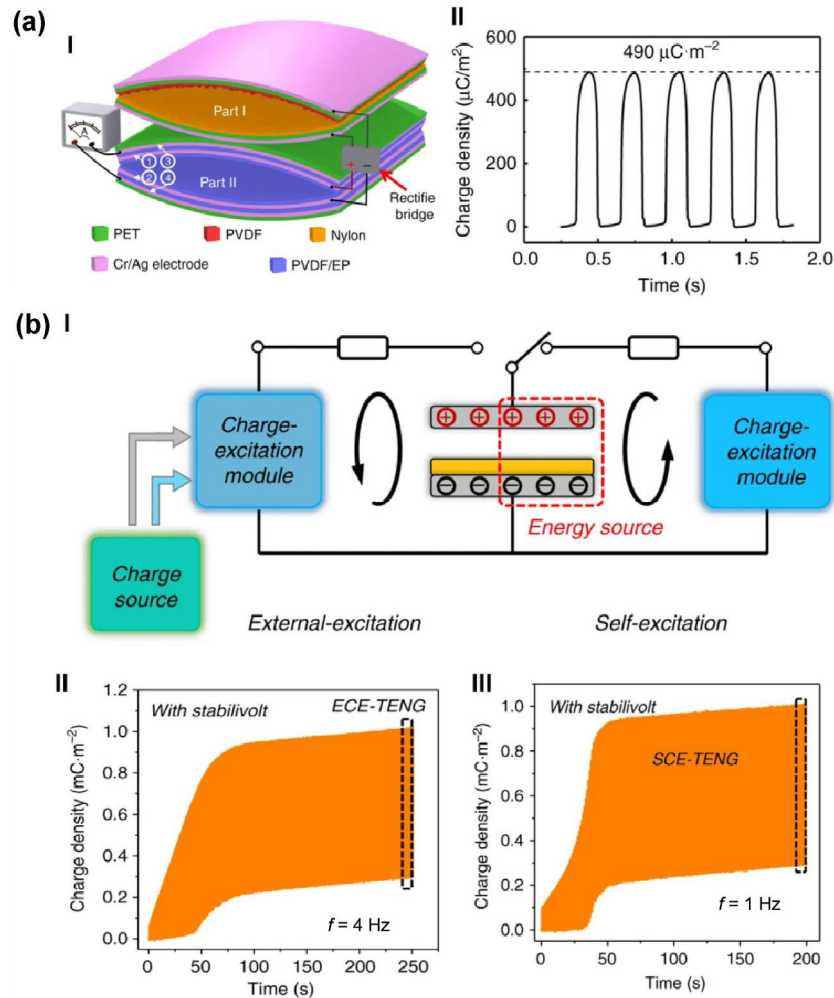 (a)
I
Part I
A
1 3
2 4
Part II
+ −
Rectifie
bridge
PET
PVDF
Nylon
Cr/Ag electrode
PVDF/EP
II
Charge density (μC/m²)
600
400
200
0
490 μC·m⁻²
0.0 0.5 1.0 1.5 2.0
Time (s)
(b)
I
Charge-
excitation
module
Charge
source
+ + + + +
− − − − −
Energy source
Charge-
excitation
module
External-excitation
Self-excitation
II
Charge density (mC·m⁻²)
1.2
1.0
0.8
0.6
0.4
0.2
0.0
With stabilivolt
ECE-TENG
f = 4 Hz
0 50 100 150 200 250
Time (s)
III
Charge density (mC·m⁻²)
1.0
0.8
0.6
0.4
0.2
0.0
With stabilivolt
SCE-TENG
f = 1 Hz
0 50 100 150 200
Time (s)